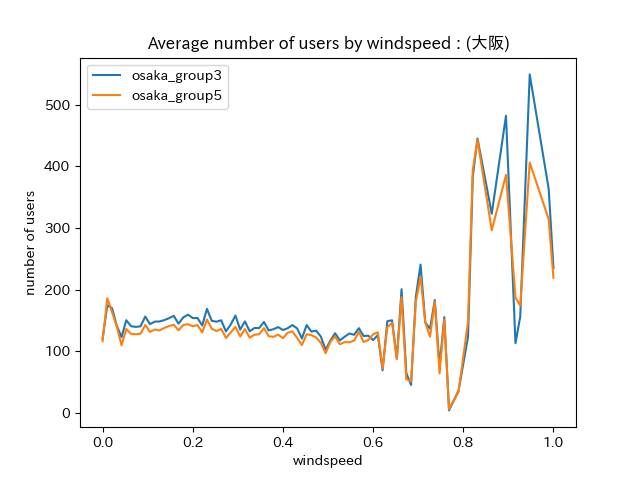 Average number of users by windspeed : (大阪)
osaka_group3
osaka_group5
500
400
300
200
100
0
number of users
0.0 0.2 0.4 0.6 0.8 1.0
windspeed